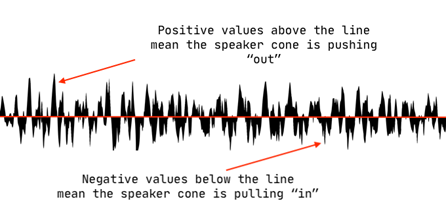 Positive values above the line
mean the speaker cone is pushing
“out”
Negative values below the line
mean the speaker cone is pulling “in”